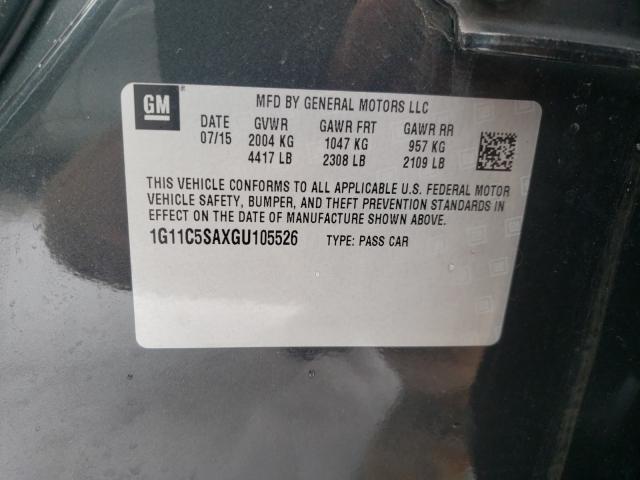 GM
MFD BY GENERAL MOTORS LLC
DATE GVWR GAWR FRT GAWR RR
07/15 2004 KG 1047 KG 957 KG
4417 LB 2308 LB 2109 LB
THIS VEHICLE CONFORMS TO ALL APPLICABLE U.S. FEDERAL MOTOR
VEHICLE SAFETY, BUMPER, AND THEFT PREVENTION STANDARDS IN
EFFECT ON THE DATE OF MANUFACTURE SHOWN ABOVE.
1G11C5SAXGU105526 TYPE: PASS CAR